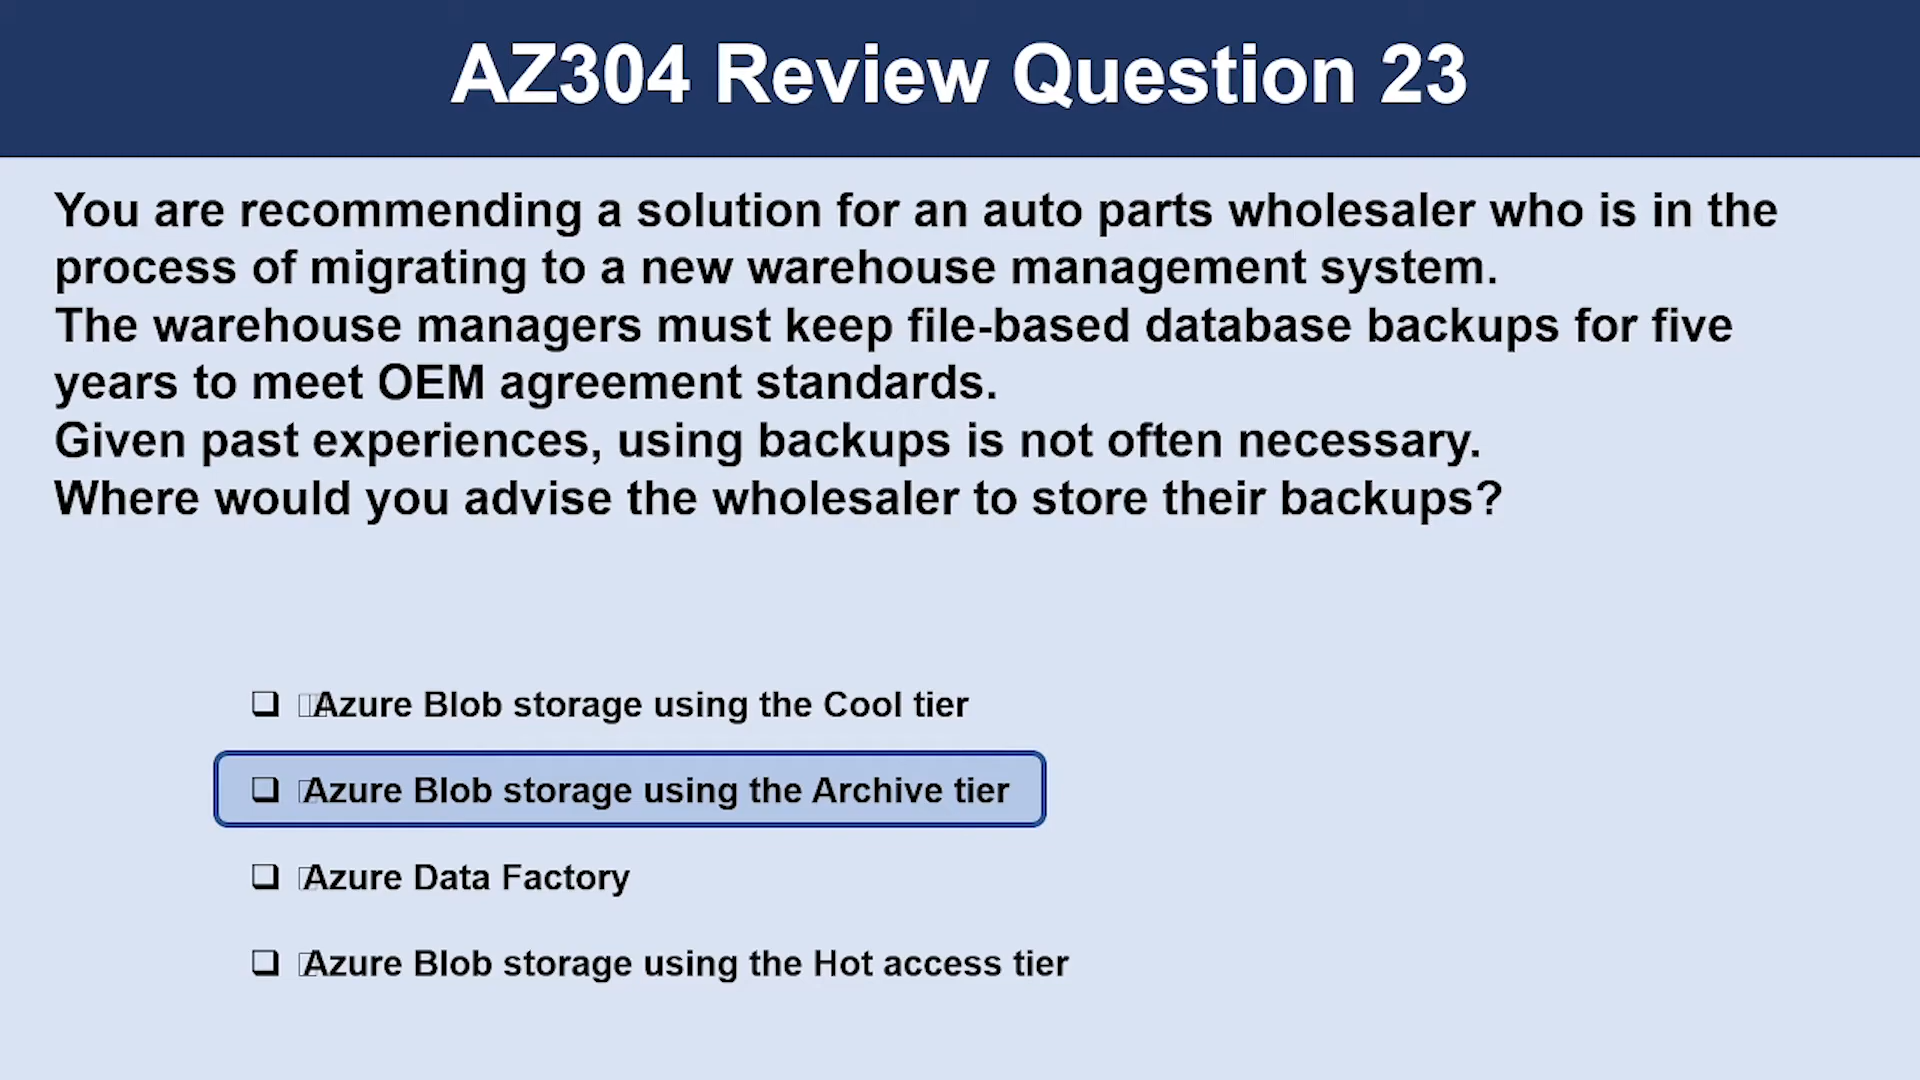 AZ304 Review Question 23
You are recommending a solution for an auto parts wholesaler who is in the
process of migrating to a new warehouse management system.
The warehouse managers must keep file-based database backups for five
years to meet OEM agreement standards.
Given past experiences, using backups is not often necessary.
Where would you advise the wholesaler to store their backups?
Azure Blob storage using the Cool tier
Azure Blob storage using the Archive tier
Azure Data Factory
Azure Blob storage using the Hot access tier